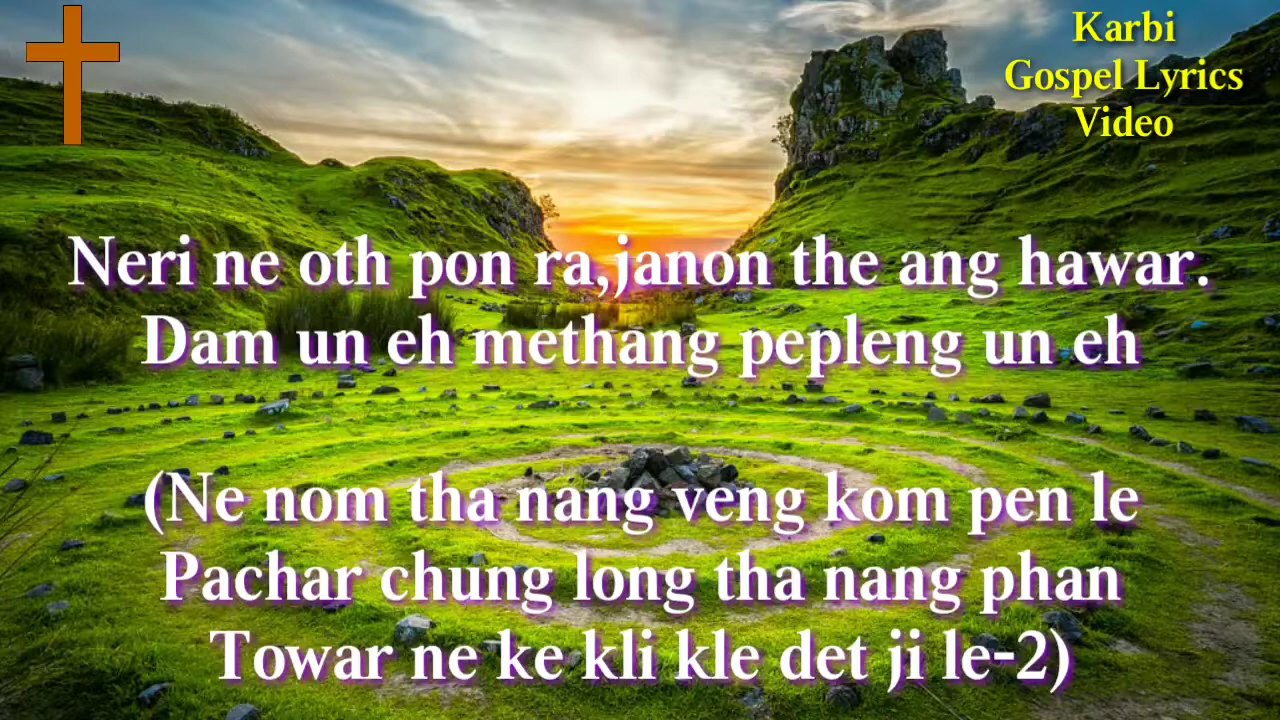 Karbi
Gospel Lyrics
Video
Neri ne oth pon ra,janon the ang hawar.
Dam un eh methang pepleng un eh
(Ne nom tha nang veng kom pen le
Pachar chung long tha nang phan
Towar ne ke kli kle det ji le-2)